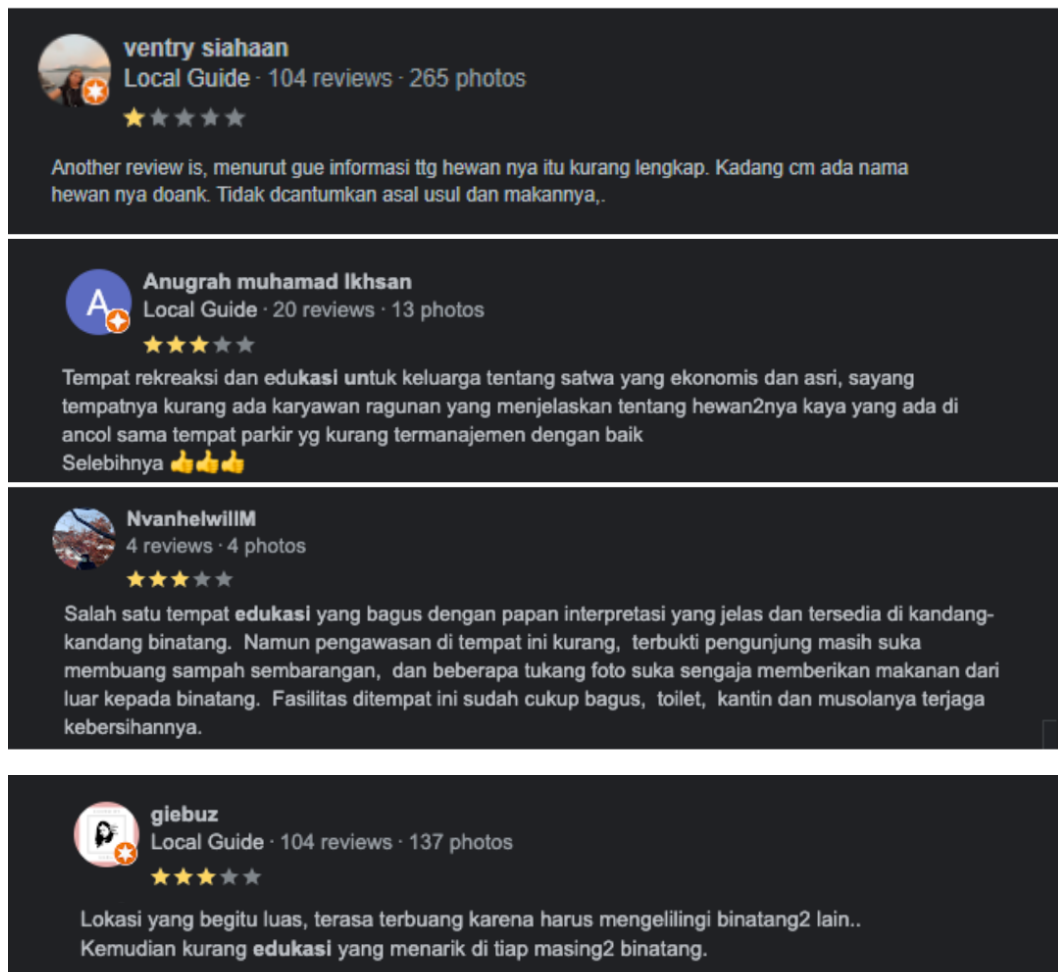 ventry siahaan
Local Guide · 104 reviews · 265 photos
Another review is, menurut gue informasi ttg hewan nya itu kurang lengkap. Kadang cm ada nama
hewan nya doank. Tidak dcantumkan asal usul dan makannya,.
A
Anugrah muhamad Ikhsan
Local Guide · 20 reviews · 13 photos
Tempat rekreaksi dan edukasi untuk keluarga tentang satwa yang ekonomis dan asri, sayang
tempatnya kurang ada karyawan ragunan yang menjelaskan tentang hewan2nya kaya yang ada di
ancol sama tempat parkir yg kurang termanajemen dengan baik
Selebihnya 👍👍👍
NvanhelwillM
4 reviews · 4 photos
Salah satu tempat edukasi yang bagus dengan papan interpretasi yang jelas dan tersedia di kandang-
kandang binatang. Namun pengawasan di tempat ini kurang, terbukti pengunjung masih suka
membuang sampah sembarangan, dan beberapa tukang foto suka sengaja memberikan makanan dari
luar kepada binatang. Fasilitas ditempat ini sudah cukup bagus, toilet, kantin dan musolanya terjaga
kebersihannya.
giebuz
Local Guide · 104 reviews · 137 photos
Lokasi yang begitu luas, terasa terbuang karena harus mengelilingi binatang2 lain..
Kemudian kurang edukasi yang menarik di tiap masing2 binatang.